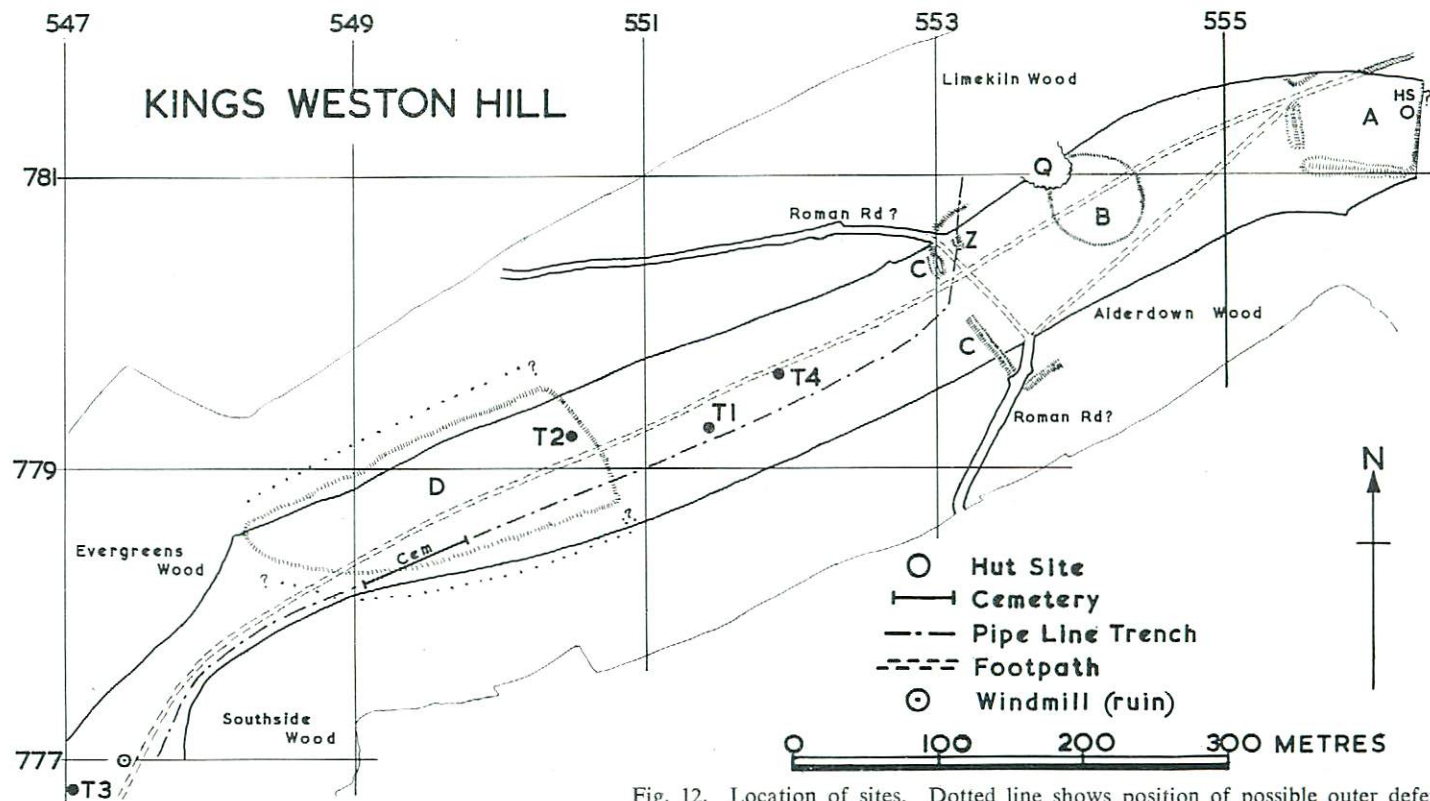 547 549 551 553 555
KINGS WESTON HILL
Limekiln Wood
HS
?
A
781
Q
Roman Rd ?
B
Z
C
Alderdown Wood
C
?
T4
T1
Roman Rd?
T2
779
D
N
?
Cem
Evergreens
Wood
?
Hut Site
Cemetery
Pipe Line Trench
Footpath
Windmill (ruin)
Southside
Wood
777
0 100 200 300 METRES
T3
Fig. 12. Location of sites. Dotted line shows position of possible outer defe